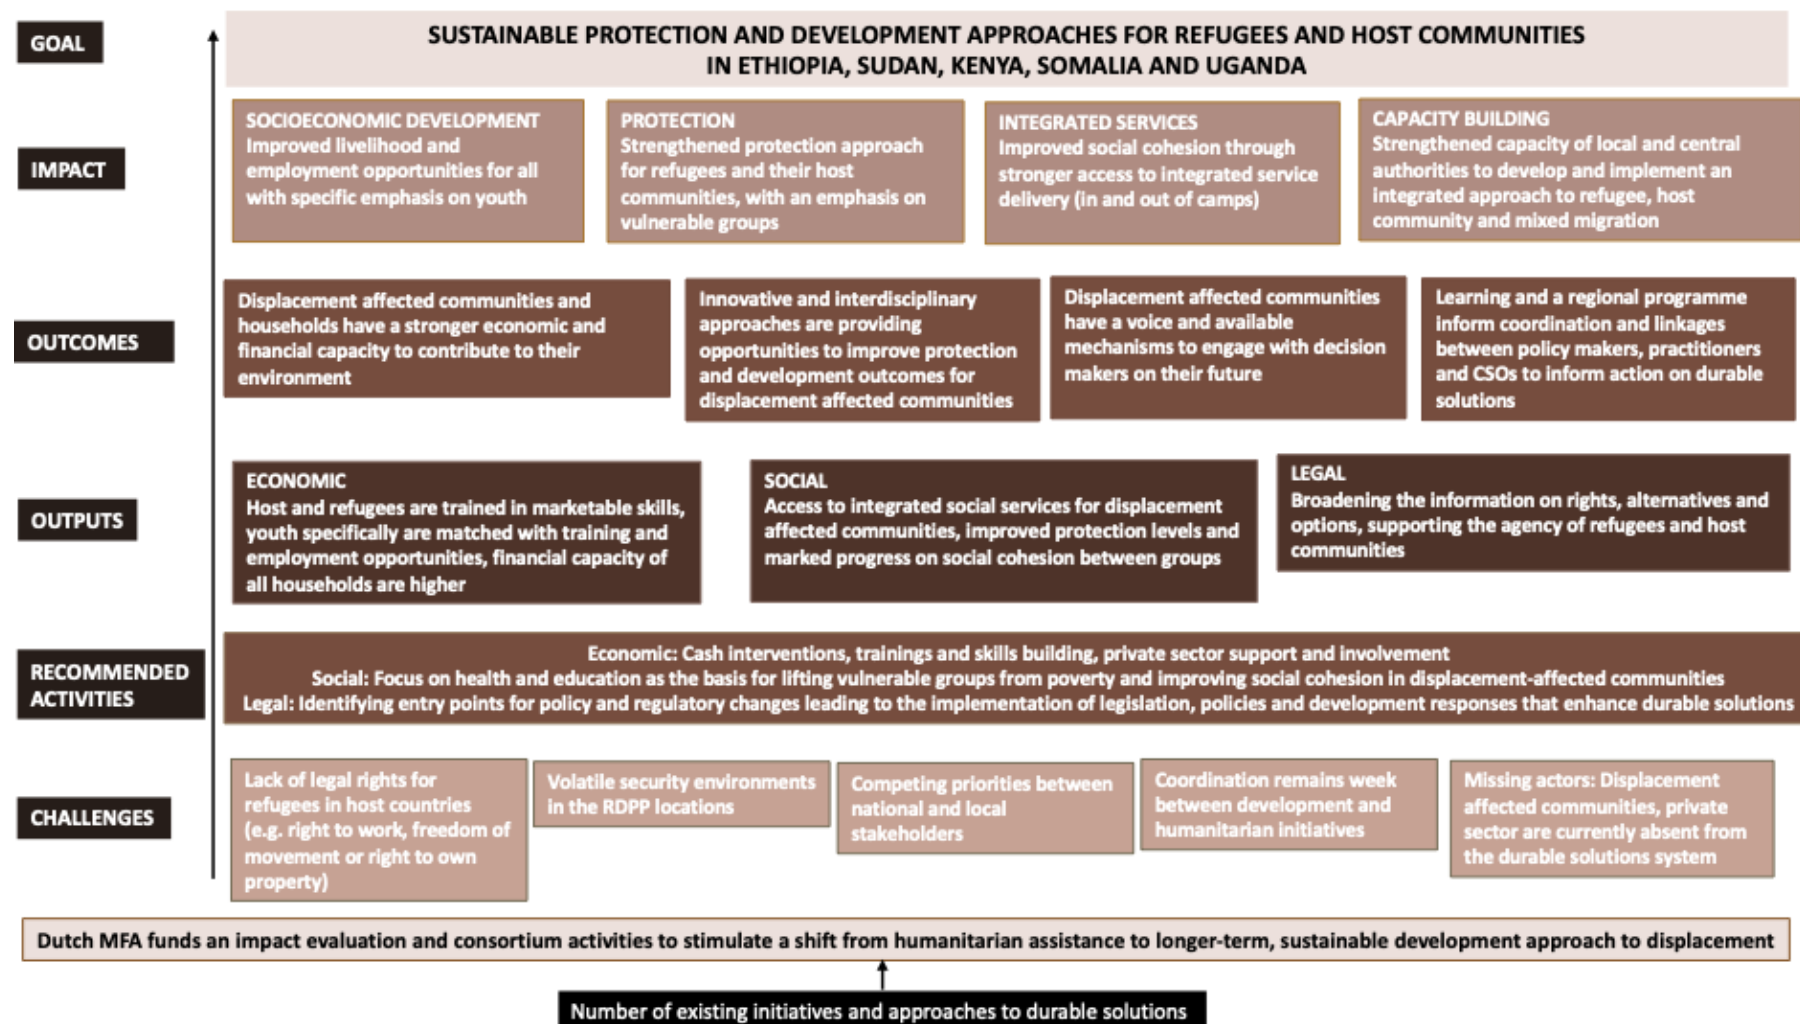 GOAL
SUSTAINABLE PROTECTION AND DEVELOPMENT APPROACHES FOR REFUGEES AND HOST COMMUNITIES
IN ETHIOPIA, SUDAN, KENYA, SOMALIA AND UGANDA
IMPACT
SOCIOECONOMIC DEVELOPMENT
Improved livelihood and
employment opportunities for all
with specific emphasis on youth
PROTECTION
Strengthened protection approach
for refugees and their host
communities, with an emphasis on
vulnerable groups
INTEGRATED SERVICES
Improved social cohesion through
stronger access to integrated service
delivery (in and out of camps)
CAPACITY BUILDING
Strengthened capacity of local and central
authorities to develop and implement an
integrated approach to refugee, host
community and mixed migration
OUTCOMES
Displacement affected communities and
households have a stronger economic and
financial capacity to contribute to their
environment
Innovative and interdisciplinary
approaches are providing
opportunities to improve protection
and development outcomes for
displacement affected communities
Displacement affected communities
have a voice and available
mechanisms to engage with decision
makers on their future
Learning and a regional programme
inform coordination and linkages
between policy makers, practitioners
and CSOs to inform action on durable
solutions
OUTPUTS
ECONOMIC
Host and refugees are trained in marketable skills,
youth specifically are matched with training and
employment opportunities, financial capacity of
all households are higher
SOCIAL
Access to integrated social services for displacement
affected communities, improved protection levels and
marked progress on social cohesion between groups
LEGAL
Broadening the information on rights, alternatives and
options, supporting the agency of refugees and host
communities
RECOMMENDED
ACTIVITIES
Economic: Cash interventions, trainings and skills building, private sector support and involvement
Social: Focus on health and education as the basis for lifting vulnerable groups from poverty and improving social cohesion in displacement-affected communities
Legal: Identifying entry points for policy and regulatory changes leading to the implementation of legislation, policies and development responses that enhance durable solutions
CHALLENGES
Lack of legal rights for
refugees in host countries
(e.g. right to work, freedom of
movement or right to own
property)
Volatile security environments
in the RDPP locations
Competing priorities between
national and local
stakeholders
Coordination remains week
between development and
humanitarian initiatives
Missing actors: Displacement
affected communities, private
sector are currently absent from
the durable solutions system
Dutch MFA funds an impact evaluation and consortium activities to stimulate a shift from humanitarian assistance to longer-term, sustainable development approach to displacement
Number of existing initiatives and approaches to durable solutions